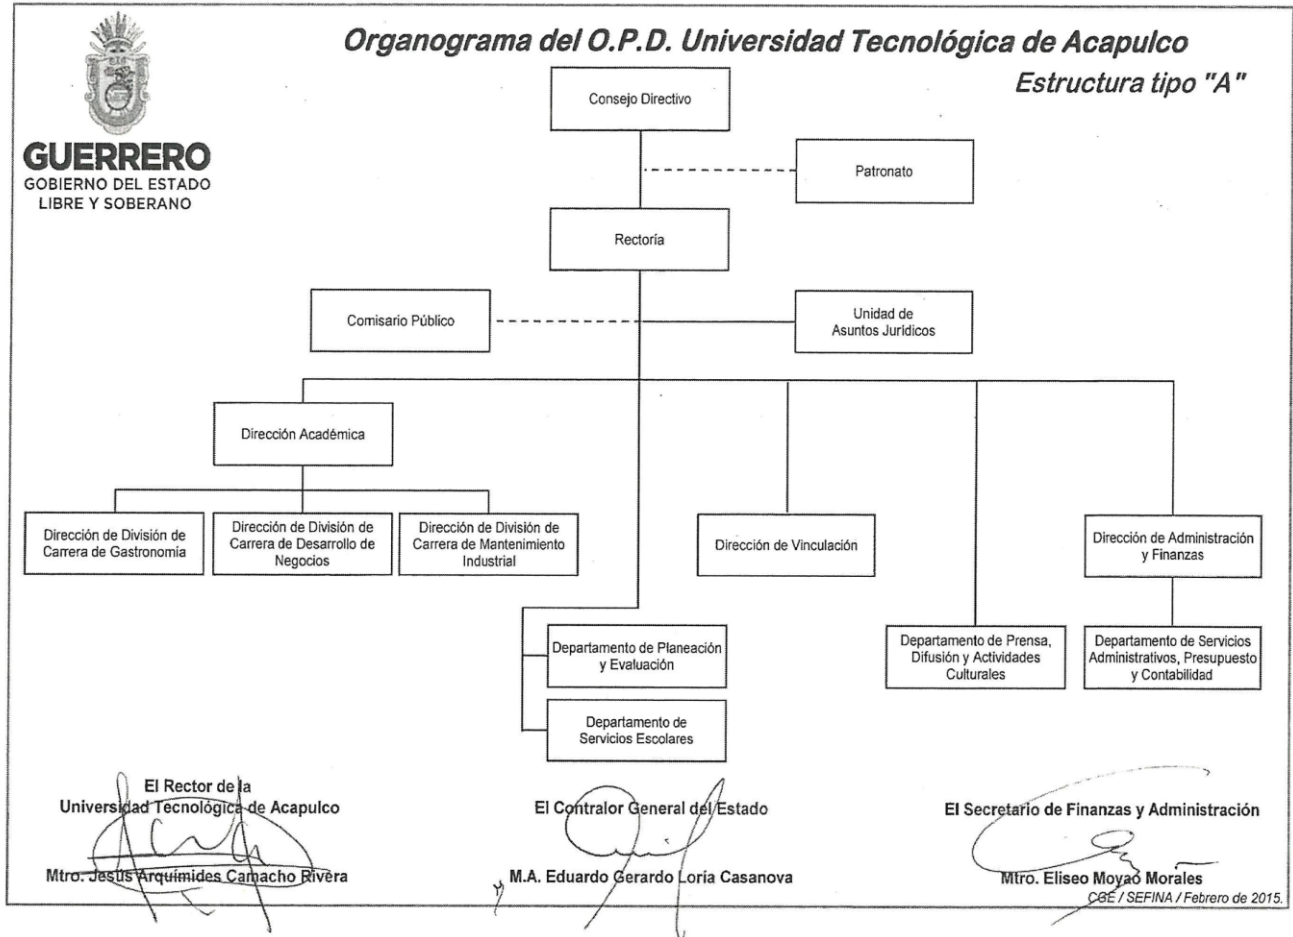 Organograma del O.P.D. Universidad Tecnológica de Acapulco
Estructura tipo "A"
GUERRERO
GOBIERNO DEL ESTADO
LIBRE Y SOBERANO
Consejo Directivo
Patronato
Rectoría
Comisario Público
Unidad de
Asuntos Jurídicos
Dirección Académica
Dirección de División de
Carrera de Gastronomía
Dirección de División de
Carrera de Desarrollo de
Negocios
Dirección de División de
Carrera de Mantenimiento
Industrial
Dirección de Vinculación
Dirección de Administración
y Finanzas
Departamento de Planeación
y Evaluación
Departamento de Prensa,
Difusión y Actividades
Culturales
Departamento de Servicios
Administrativos, Presupuesto
y Contabilidad
Departamento de
Servicios Escolares
El Rector de la
Universidad Tecnológica de Acapulco
Mtro. Jesús Arquímides Camacho Rivera
El Contralor General del Estado
M.A. Eduardo Gerardo Loría Casanova
El Secretario de Finanzas y Administración
Mtro. Eliseo Moyao Morales
CGE / SEFINA / Febrero de 2015.